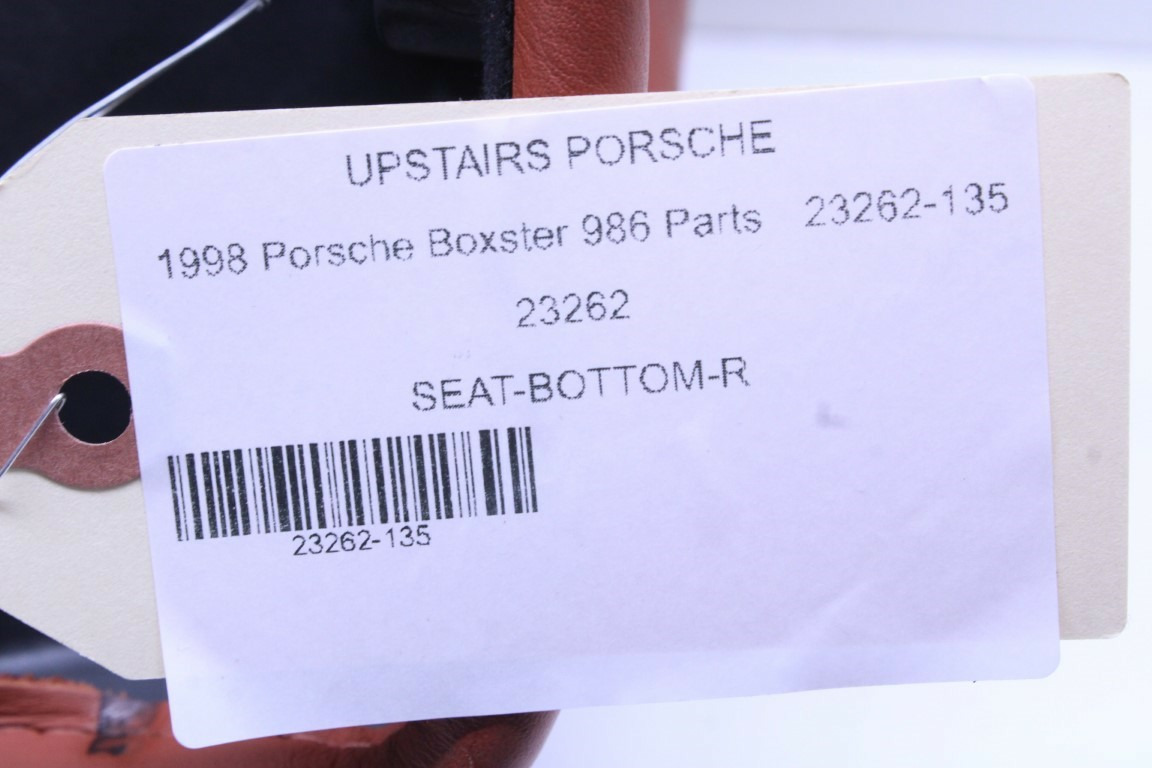 UPSTAIRS PORSCHE
1998 Porsche Boxster 986 Parts 23262-135
23262
SEAT-BOTTOM-R
23262-135